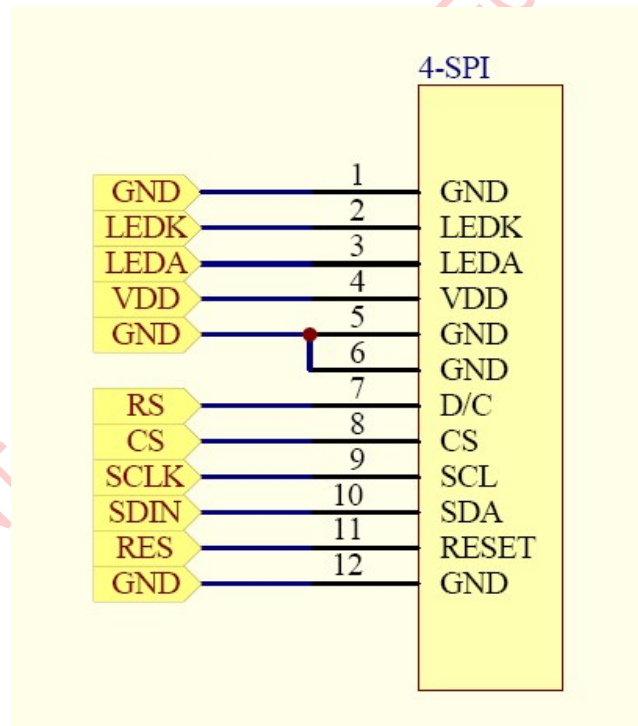 4-SPI
GND 1 GND
LEDK 2 LEDK
LEDA 3 LEDA
VDD 4 VDD
GND 5 GND
6 GND
RS 7 D/C
CS 8 CS
SCLK 9 SCL
SDIN 10 SDA
RES 11 RESET
GND 12 GND